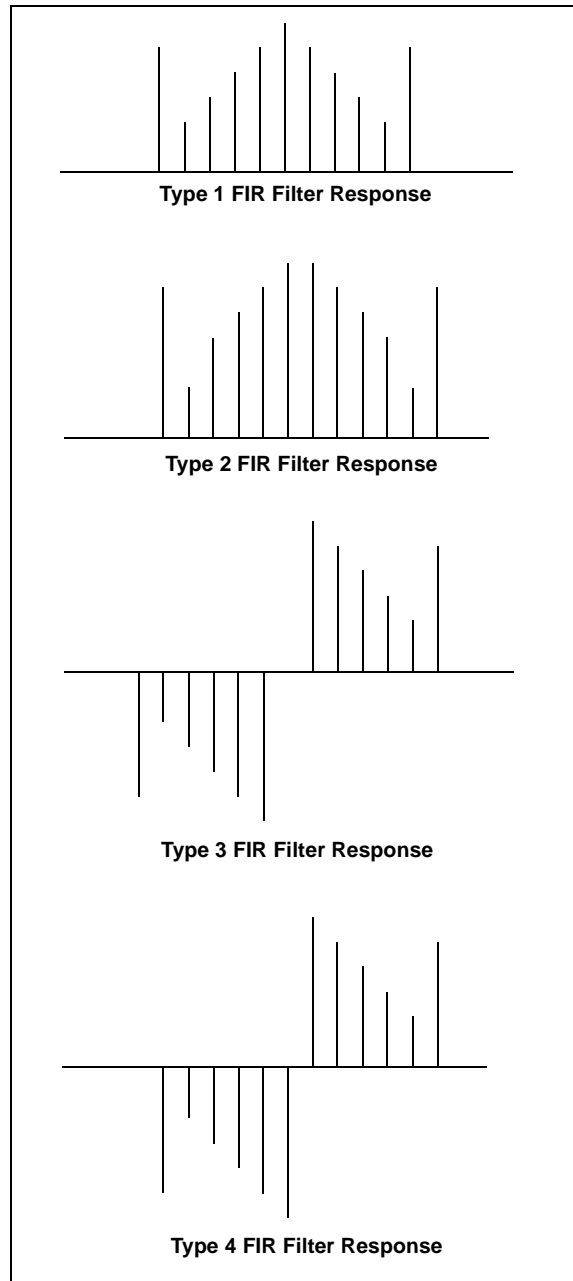 Type 1 FIR Filter Response
Type 2 FIR Filter Response
Type 3 FIR Filter Response
Type 4 FIR Filter Response